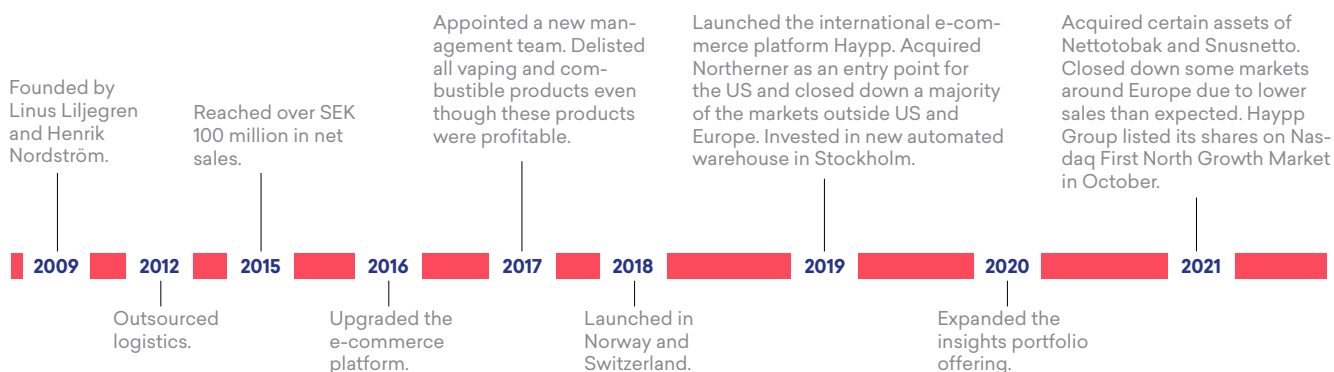 Founded by
Linus Liljegren
and Henrik
Nordström.
Reached over SEK
100 million in net
sales.
Appointed a new man-
agement team. Delisted
all vaping and com-
bustible products even
though these products
were profitable.
Launched the international e-com-
merce platform Haypp. Acquired
Northerner as an entry point for
the US and closed down a majority
of the markets outside US and
Europe. Invested in new automated
warehouse in Stockholm.
Acquired certain assets of
Nettotobak and Snusnetto.
Closed down some markets
around Europe due to lower
sales than expected. Haypp
Group listed its shares on Nas-
daq First North Growth Market
in October.
2009 2012 2015 2016 2017 2018 2019 2020 2021
Outsourced
logistics.
Upgraded the
e-commerce
platform.
Launched in
Norway and
Switzerland.
Expanded the
insights portfolio
offering.